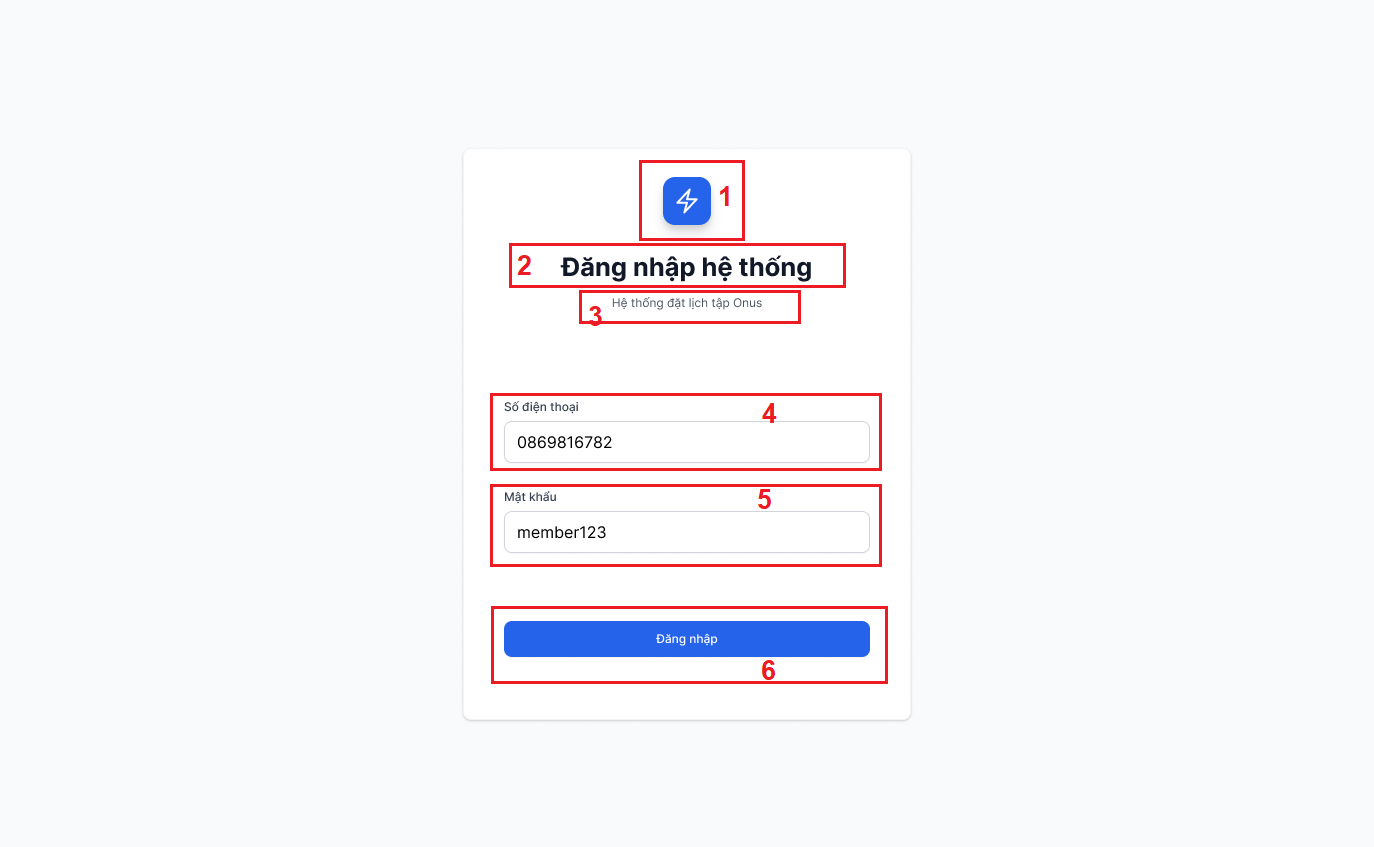 1
2 Đăng nhập hệ thống
3 Hệ thống đặt lịch tập Onus
Số điện thoại 4
0869816782
Mật khẩu 5
member123
Đăng nhập
6